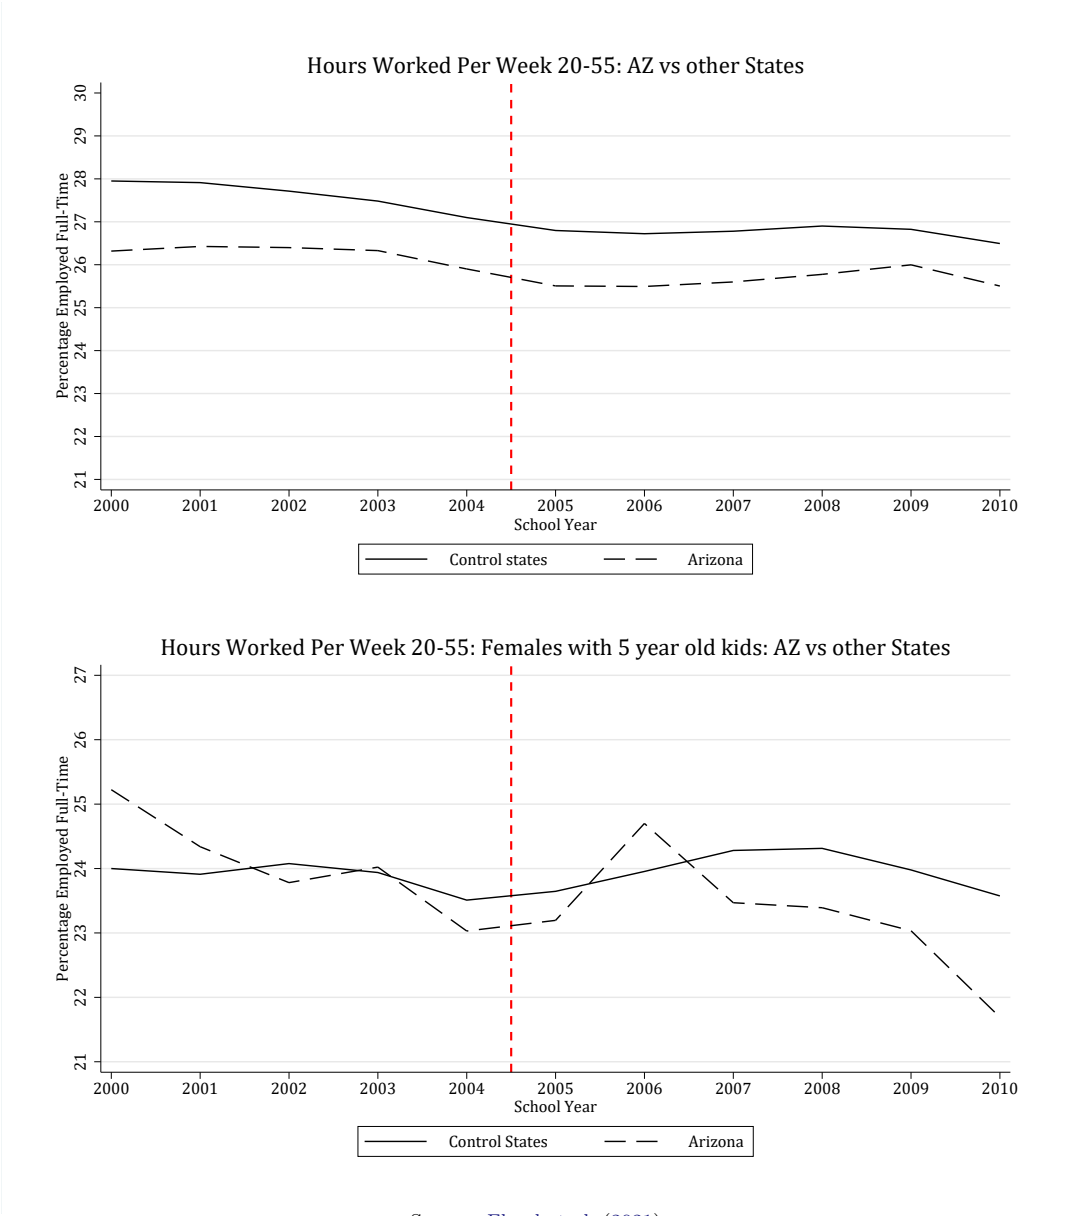 Hours Worked Per Week 20-55: AZ vs other States
Percentage Employed Full-Time
30
29
28
27
26
25
24
23
22
21
2000 2001 2002 2003 2004 2005 2006 2007 2008 2009 2010
School Year
Control states Arizona
Hours Worked Per Week 20-55: Females with 5 year old kids: AZ vs other States
Percentage Employed Full-Time
27
26
25
24
23
22
21
2000 2001 2002 2003 2004 2005 2006 2007 2008 2009 2010
School Year
Control States Arizona